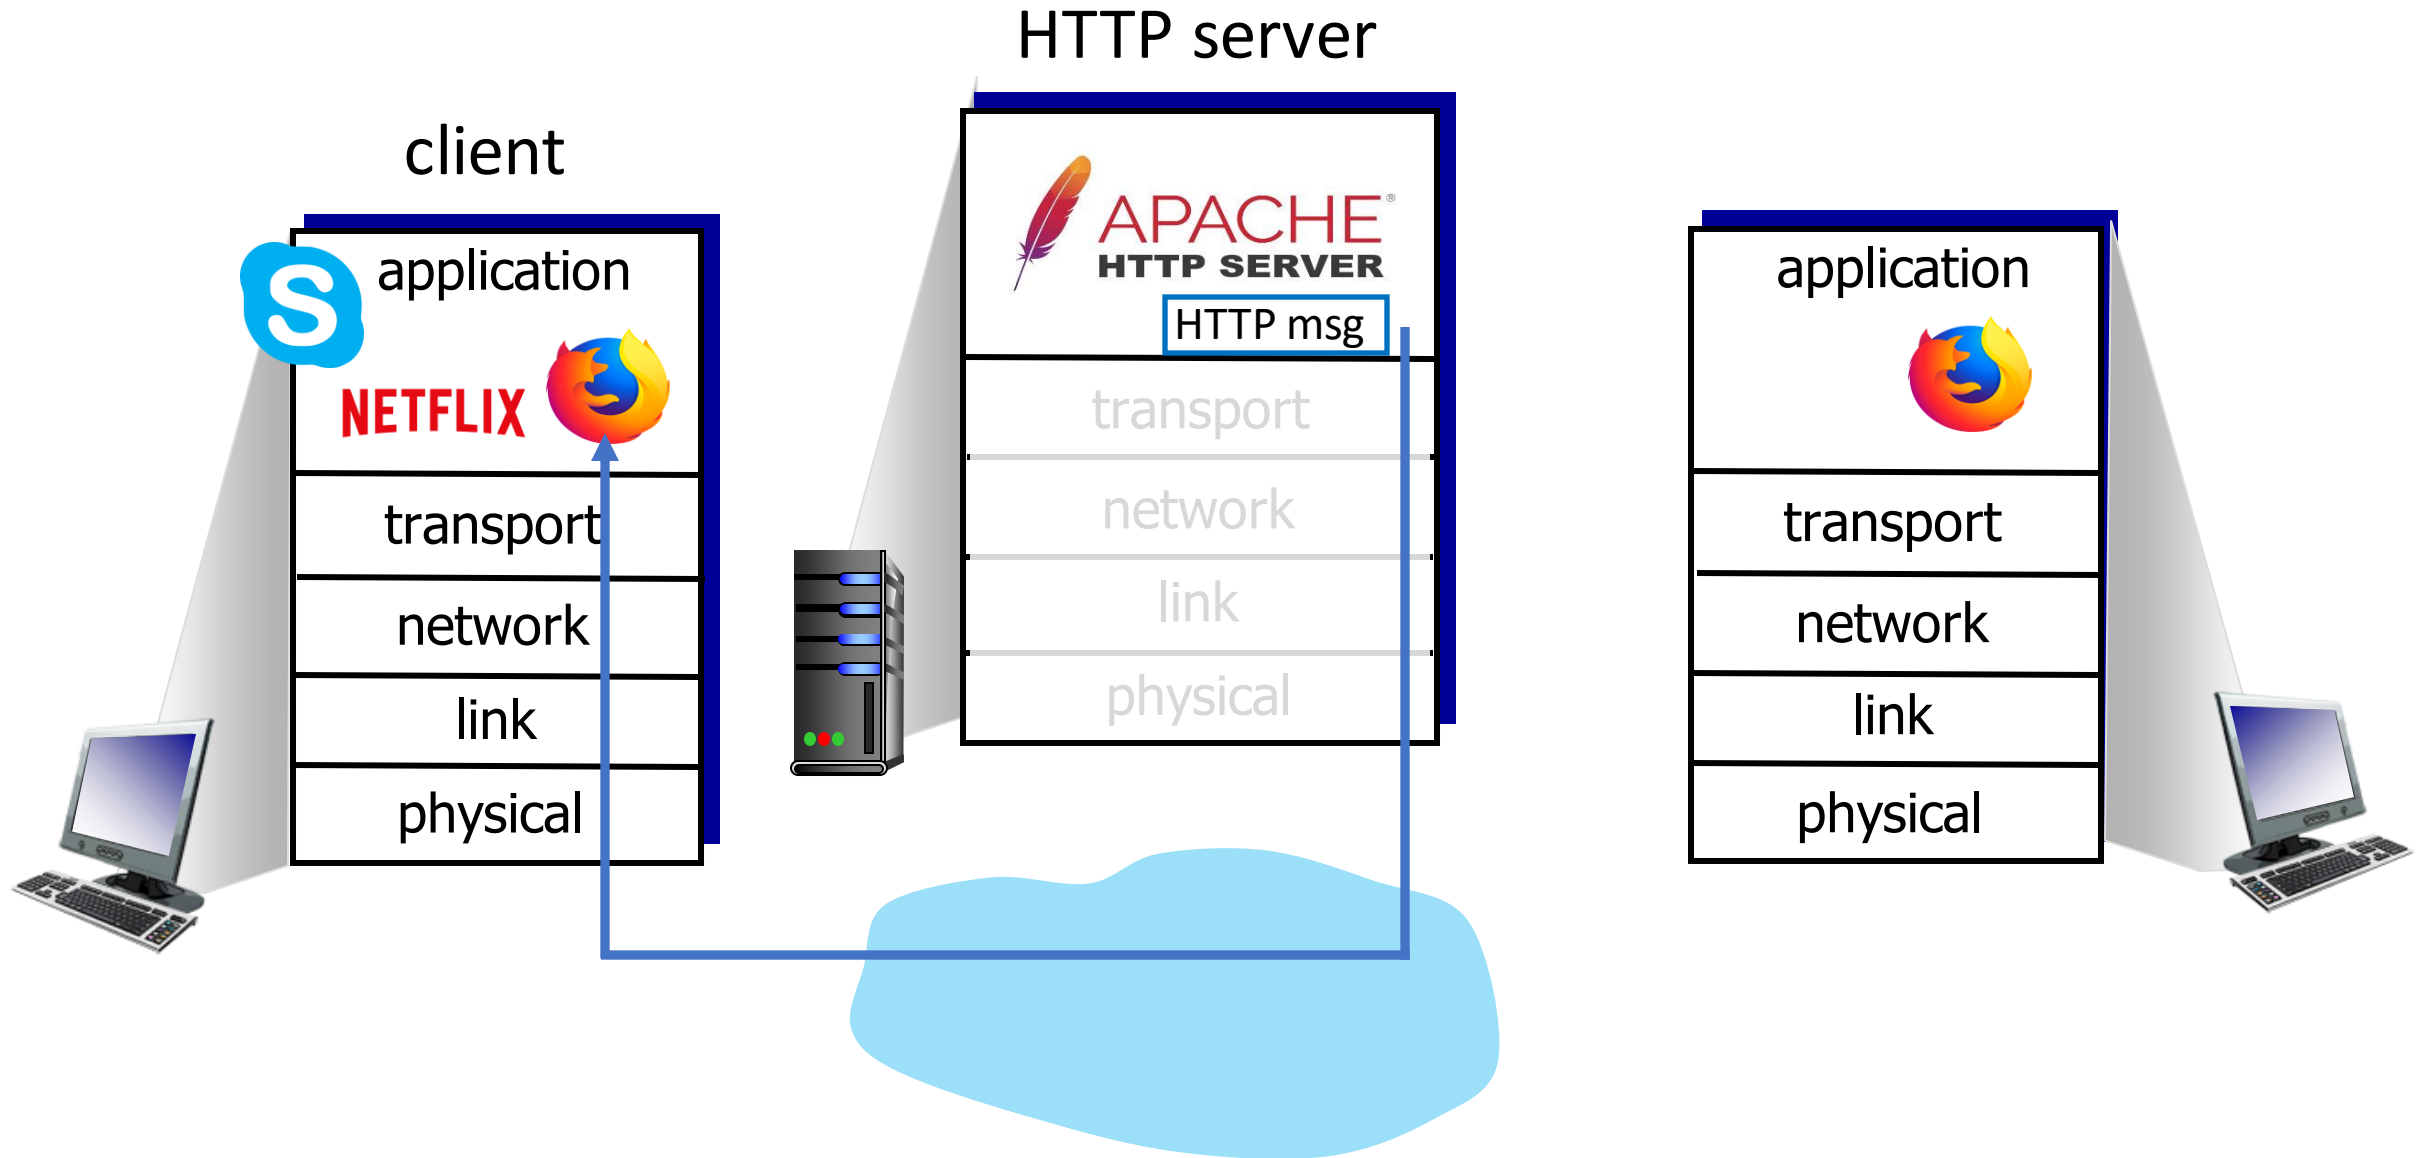 HTTP server
client
application
S
NETFLIX
transport
network
link
physical
APACHE®
HTTP SERVER
HTTP msg
transport
network
link
physical
application
transport
network
link
physical